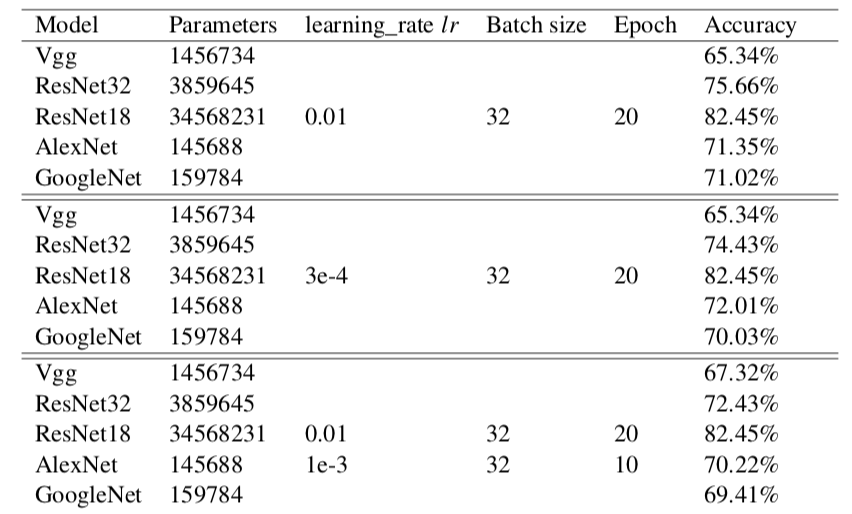 Model Parameters learning_rate lr Batch size Epoch Accuracy
Vgg 1456734 65.34%
ResNet32 3859645 75.66%
ResNet18 34568231 0.01 32 20 82.45%
AlexNet 145688 71.35%
GoogleNet 159784 71.02%
Vgg 1456734 65.34%
ResNet32 3859645 74.43%
ResNet18 34568231 3e-4 32 20 82.45%
AlexNet 145688 72.01%
GoogleNet 159784 70.03%
Vgg 1456734 67.32%
ResNet32 3859645 72.43%
ResNet18 34568231 0.01 32 20 82.45%
AlexNet 145688 1e-3 32 10 70.22%
GoogleNet 159784 69.41%